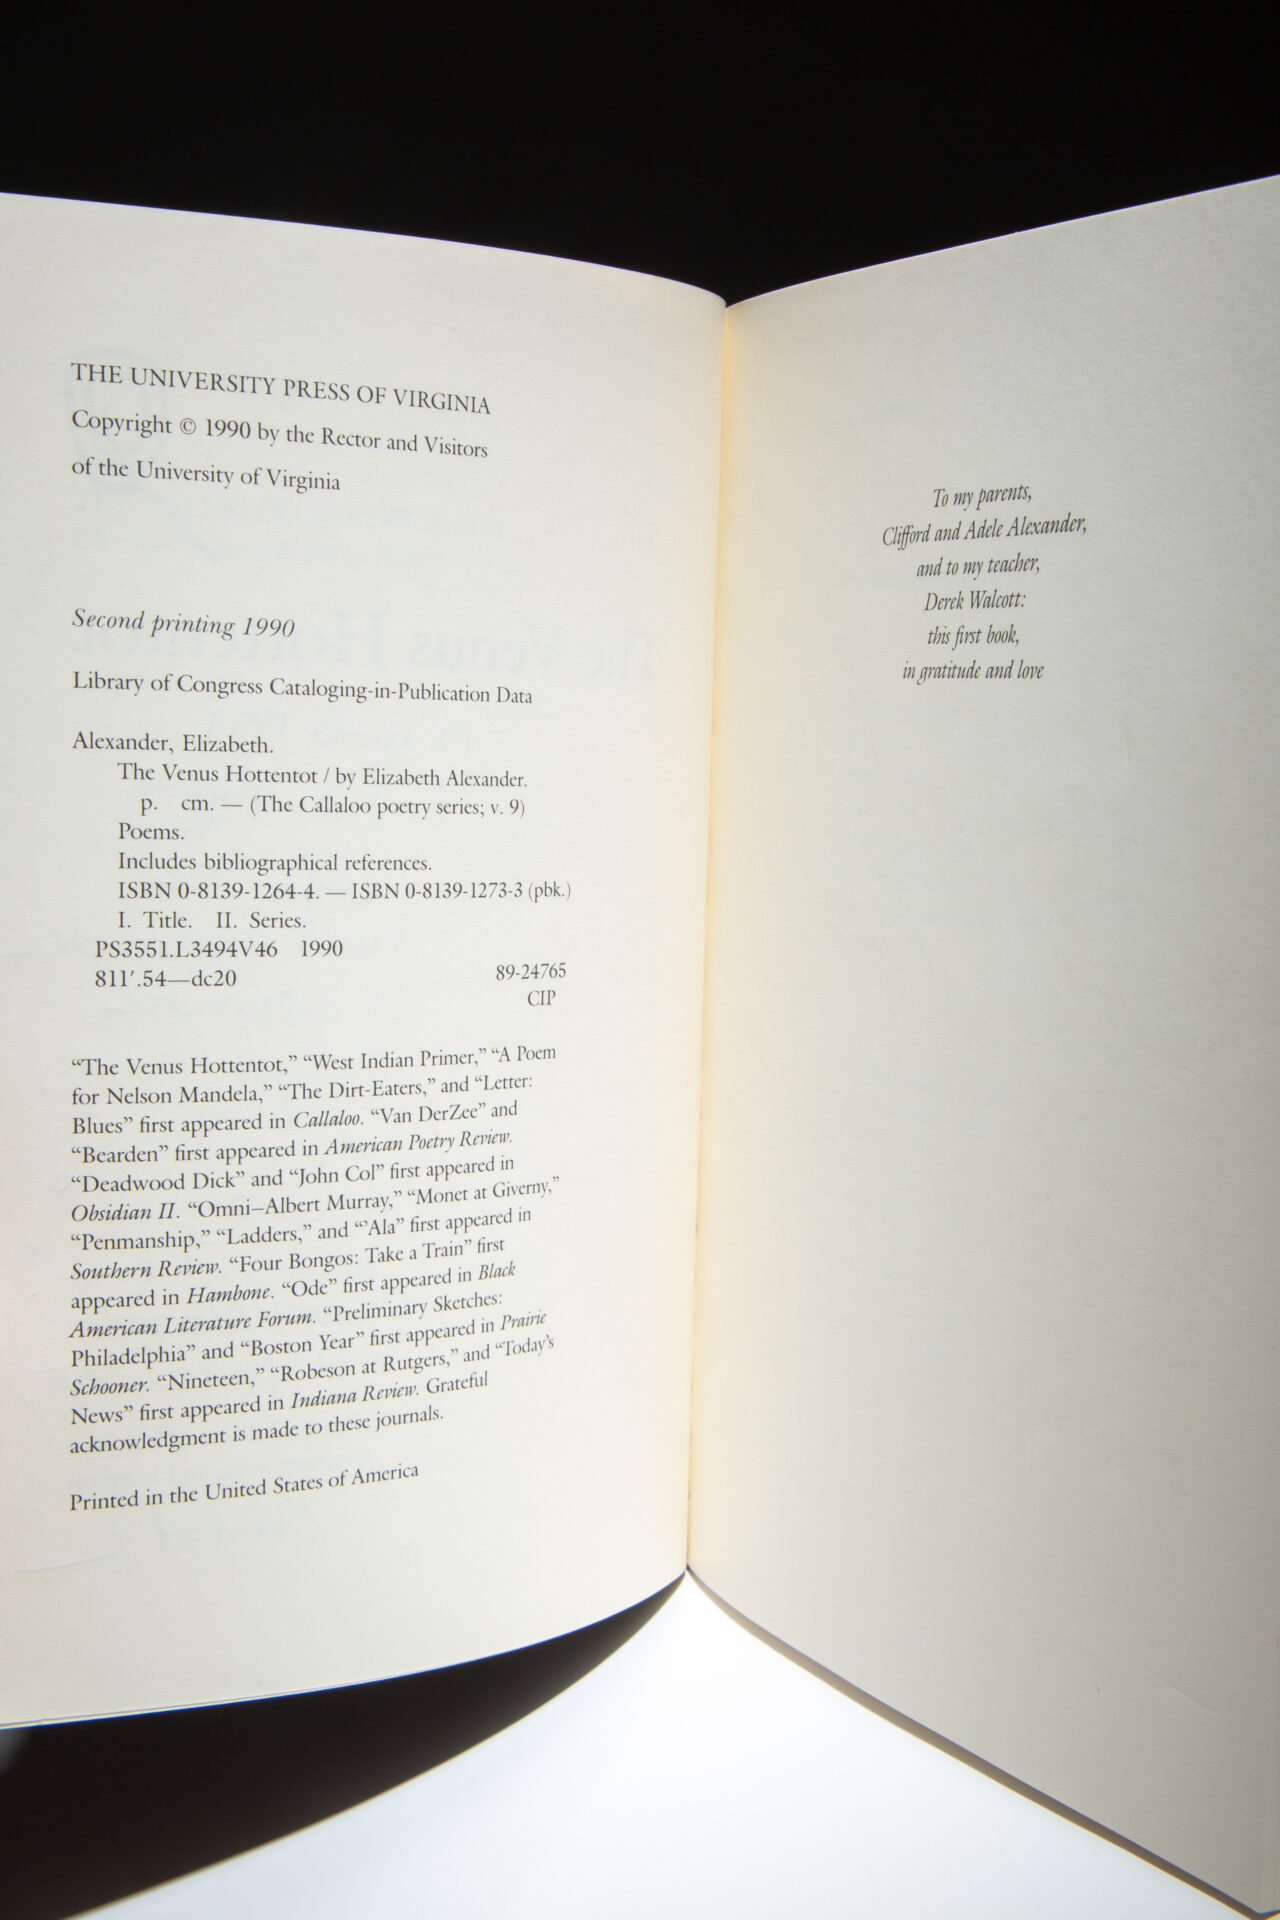 THE UNIVERSITY PRESS OF VIRGINIA
Copyright © 1990 by the Rector and Visitors
of the University of Virginia
Second printing 1990
Library of Congress Cataloging-in-Publication Data
Alexander, Elizabeth.
The Venus Hottentot / by Elizabeth Alexander.
p. cm. — (The Callaloo poetry series; v. 9)
Poems.
Includes bibliographical references.
ISBN 0-8139-1264-4. — ISBN 0-8139-1273-3 (pbk.)
I. Title. II. Series.
PS3551.L3494V46 1990
811′.54—dc20 89-24765
CIP
“The Venus Hottentot,” “West Indian Primer,” “A Poem
for Nelson Mandela,” “The Dirt-Eaters,” and “Letter:
Blues” first appeared in Callaloo. “Van DerZee” and
“Bearden” first appeared in American Poetry Review.
“Deadwood Dick” and “John Col” first appeared in
Obsidian II. “Omni–Albert Murray,” “Monet at Giverny,”
“Penmanship,” “Ladders,” and “’Ala” first appeared in
Southern Review. “Four Bongos: Take a Train” first
appeared in Hambone. “Ode” first appeared in Black
American Literature Forum. “Preliminary Sketches:
Philadelphia” and “Boston Year” first appeared in Prairie
Schooner. “Nineteen,” “Robeson at Rutgers,” and “Today’s
News” first appeared in Indiana Review. Grateful
acknowledgment is made to these journals.
Printed in the United States of America
To my parents,
Clifford and Adele Alexander,
and to my teacher,
Derek Walcott:
this first book,
in gratitude and love